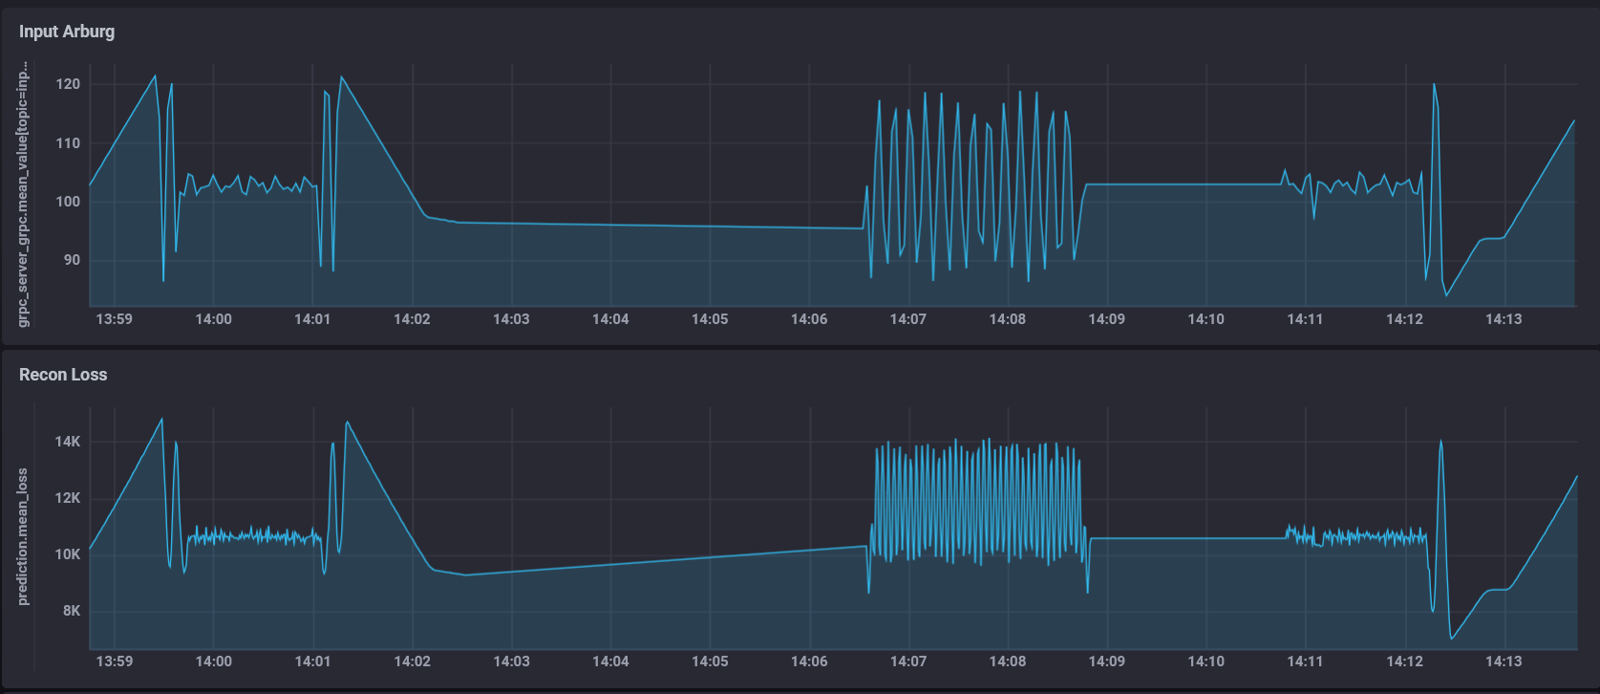 Input Arburg
grpc_server_grpc.mean_value[topic=inp...
120
110
100
90
13:59 14:00 14:01 14:02 14:03 14:04 14:05 14:06 14:07 14:08 14:09 14:10 14:11 14:12 14:13
Recon Loss
prediction.mean_loss
14K
12K
10K
8K
13:59 14:00 14:01 14:02 14:03 14:04 14:05 14:06 14:07 14:08 14:09 14:10 14:11 14:12 14:13